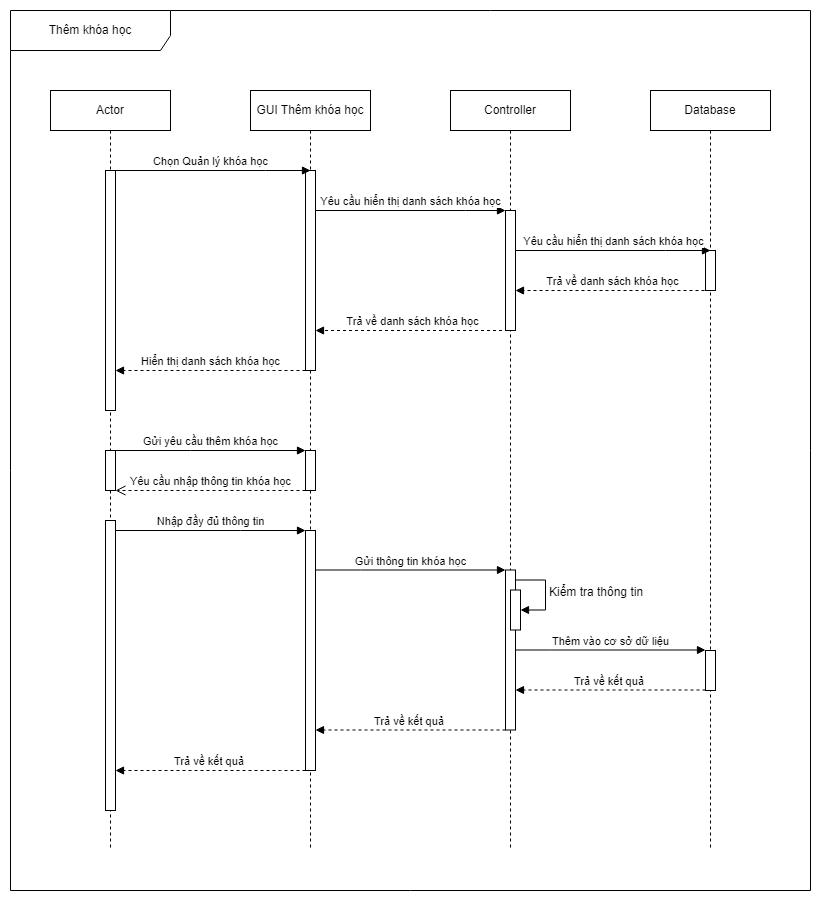 Thêm khóa học
Actor
GUI Thêm khóa học
Controller
Database
Chọn Quản lý khóa học
Yêu cầu hiển thị danh sách khóa học
Yêu cầu hiển thị danh sách khóa học
Trả về danh sách khóa học
Trả về danh sách khóa học
Hiển thị danh sách khóa học
Gửi yêu cầu thêm khóa học
Yêu cầu nhập thông tin khóa học
Nhập đầy đủ thông tin
Gửi thông tin khóa học
Kiểm tra thông tin
Thêm vào cơ sở dữ liệu
Trả về kết quả
Trả về kết quả
Trả về kết quả